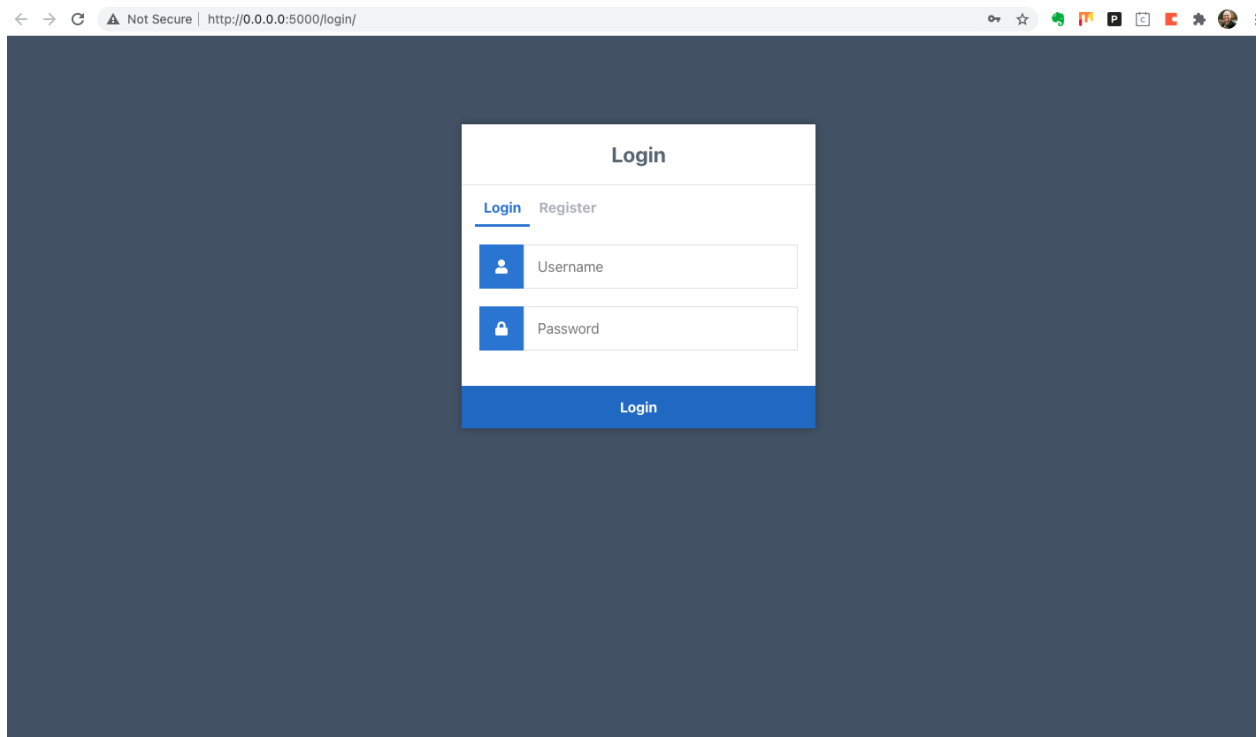 Not Secure | http://0.0.0.0:5000/login/
Login
Login Register
Username
Password
Login